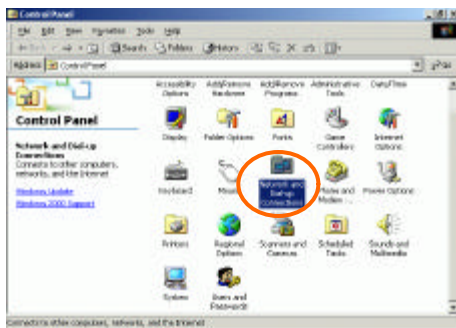 Control Panel
File Edit View Favorites Tools Help
Back Search Folders History
Address Control Panel Go
Accessibility Options
Add/Remove Hardware
Add/Remove Programs
Administrative Tools
Date/Time
Control Panel
Network and Dial-up Connections
Connects to other computers, networks, and the Internet
Windows Update
Windows 2000 Support
Display
Folder Options
Fonts
Game Controllers
Internet Options
Keyboard
Mouse
Network and Dial-up Connections
Phone and Modem ...
Power Options
Printers
Regional Options
Scanners and Cameras
Scheduled Tasks
Sounds and Multimedia
System
Users and Passwords
Connects to other computers, networks, and the Internet